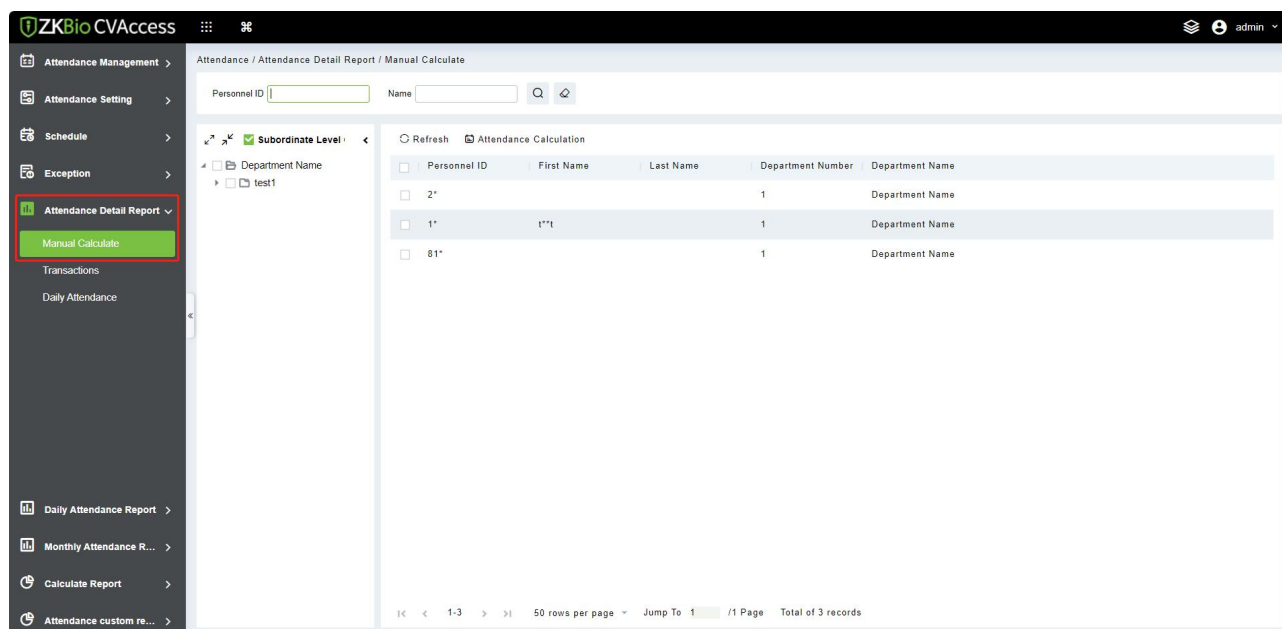 ZKBio CVAccess
admin
Attendance Management
Attendance Setting
Schedule
Exception
Attendance Detail Report
Manual Calculate
Transactions
Daily Attendance
Daily Attendance Report
Monthly Attendance R...
Calculate Report
Attendance custom re...
Attendance / Attendance Detail Report / Manual Calculate
Personnel ID
Name
Subordinate Level
Department Name
test1
Refresh Attendance Calculation
Personnel ID First Name Last Name Department Number Department Name
2* 1 Department Name
1* t**t 1 Department Name
81* 1 Department Name
1-3 50 rows per page Jump To 1 /1 Page Total of 3 records